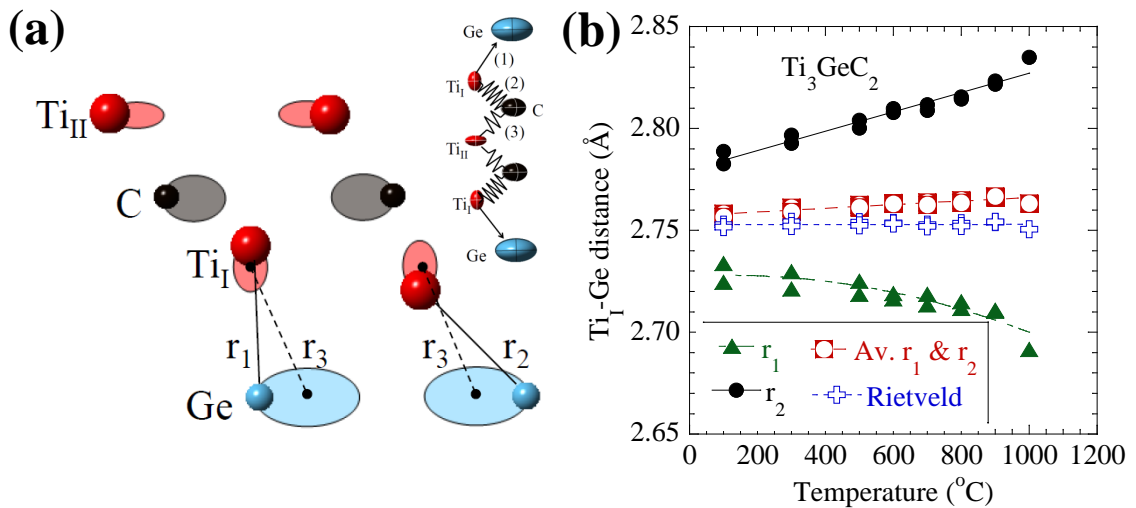 (a)
Ge
(1)
Ti_I
(2)
C
(3)
Ti_II
Ti_I
Ge
Ti_II
C
Ti_I
r_1
r_3
r_3
r_2
Ge
(b)
2.85
2.80
2.75
2.70
2.65
Ti_I-Ge distance (Å)
Ti_3GeC_2
r_1
Av. r_1 & r_2
r_2
Rietveld
0 200 400 600 800 1000 1200
Temperature (°C)